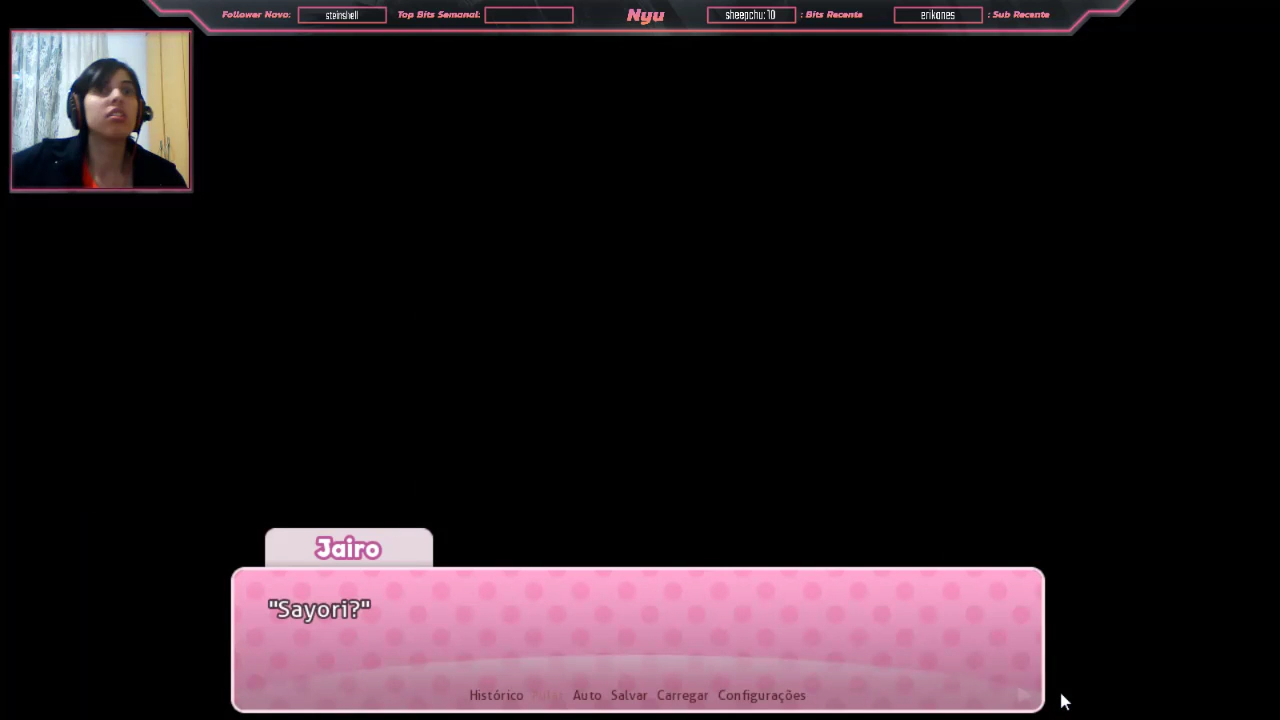 Follower Novo: steinshell Top Bits Semanal: Nyu sheepchu: 10 : Bits Recente erikanes : Sub Recente
Jairo
"Sayori?"
Histórico Auto Salvar Carregar Configurações